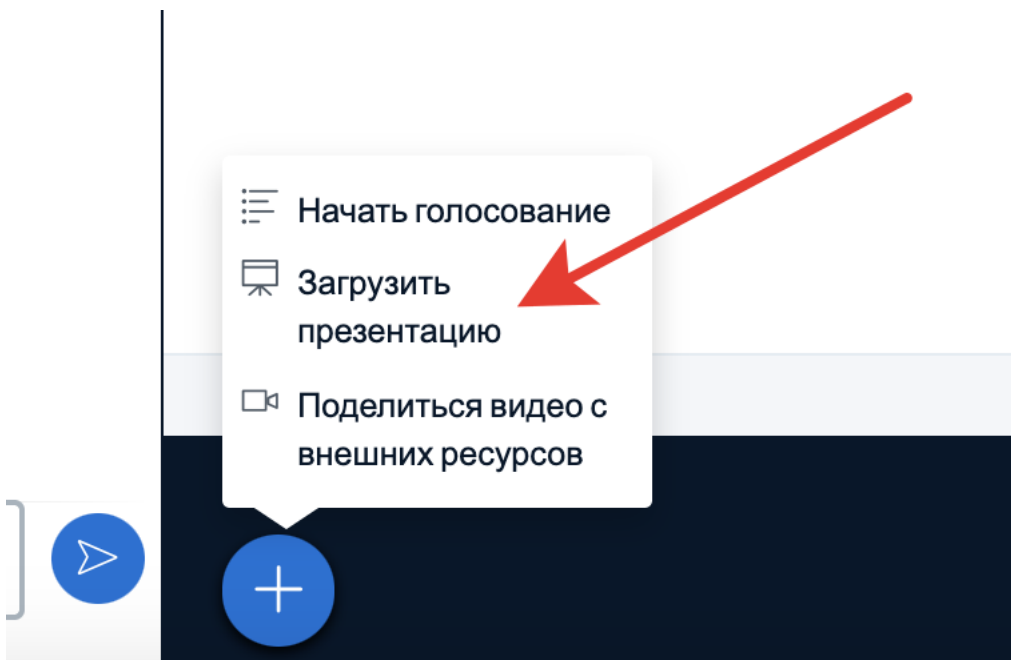 Начать голосование
Загрузить
презентацию
Поделиться видео с
внешних ресурсов